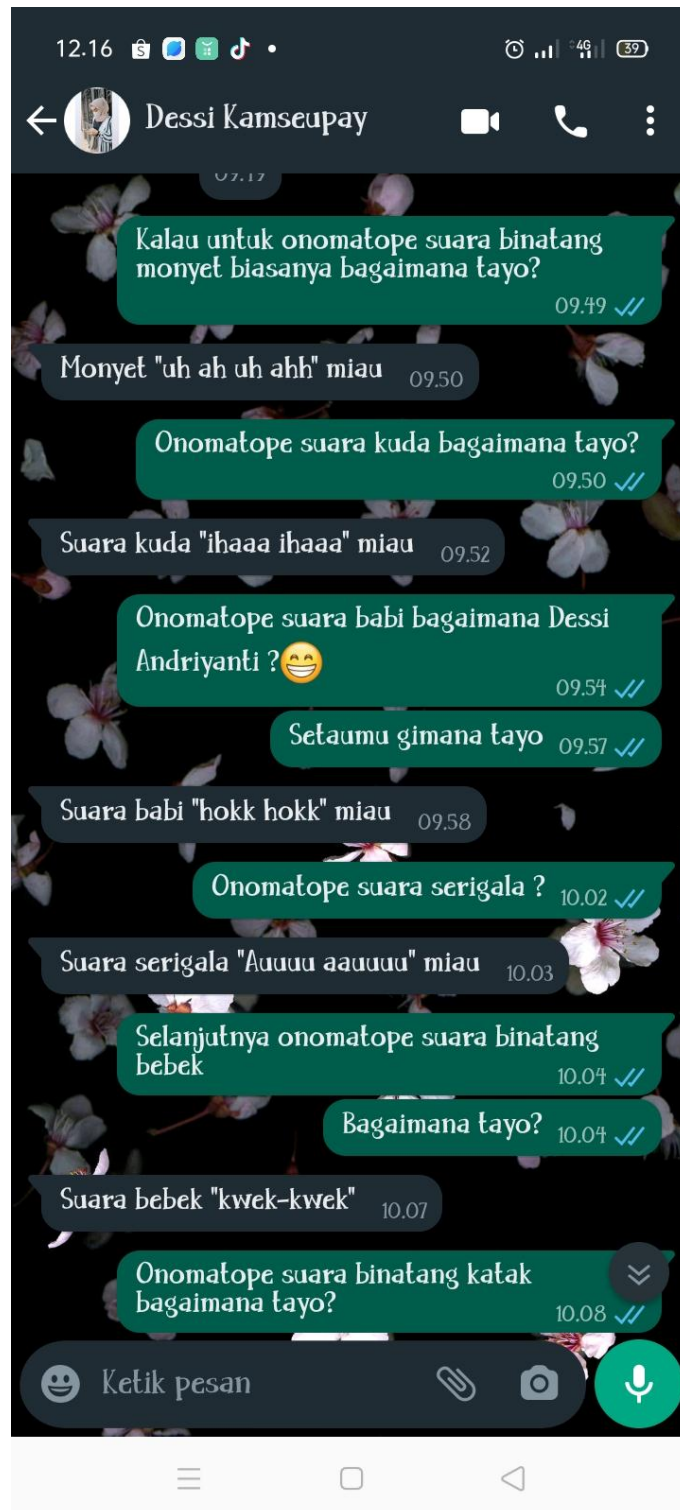 12.16
4G
39
Dessi Kamseupay
09.19
Kalau untuk onomatope suara binatang
monyet biasanya bagaimana tayo?
09.49
Monyet "uh ah uh ahh" miau 09.50
Onomatope suara kuda bagaimana tayo?
09.50
Suara kuda "ihaaa ihaaa" miau 09.52
Onomatope suara babi bagaimana Dessi
Andriyanti ?😁
09.54
Setaumu gimana tayo 09.57
Suara babi "hokk hokk" miau 09.58
Onomatope suara serigala ? 10.02
Suara serigala "Auuuu aauuuu" miau 10.03
Selanjutnya onomatope suara binatang
bebek
10.04
Bagaimana tayo? 10.04
Suara bebek "kwek-kwek" 10.07
Onomatope suara binatang katak
bagaimana tayo?
10.08
Ketik pesan